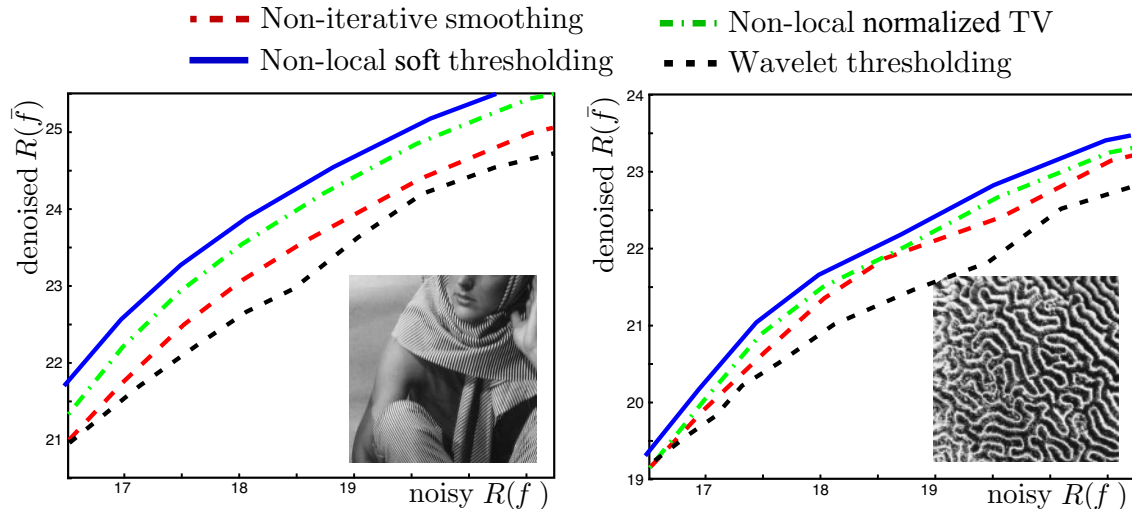 Non-iterative smoothing
Non-local normalized TV
Non-local soft thresholding
Wavelet thresholding
denoised R(f̄)
25
24
23
22
21
17
18
19
noisy R(f )
denoised R(f̄)
24
23
22
21
20
19
17
18
19
noisy R(f )